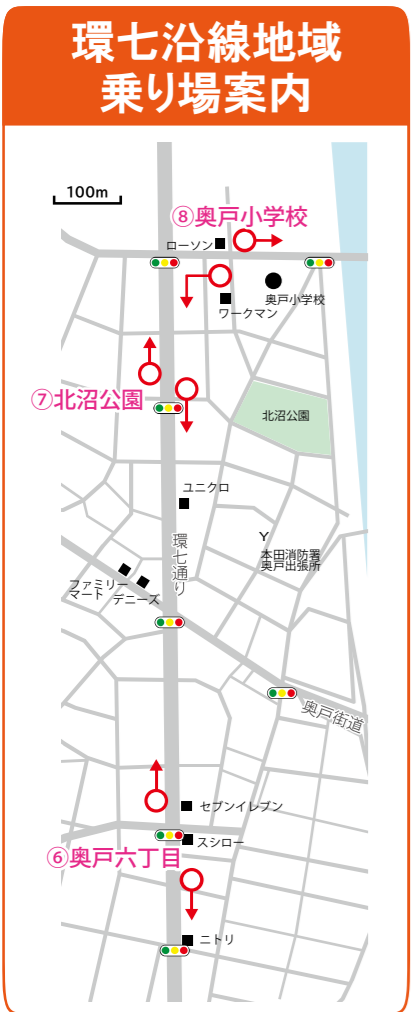 環七沿線地域
乗り場案内
100m
⑧奥戸小学校
ローソン
奥戸小学校
ワークマン
⑦北沼公園
北沼公園
ユニクロ
環七通り
本田消防署
奥戸出張所
ファミリー
マート
デニーズ
奥戸街道
セブンイレブン
スシロー
⑥奥戸六丁目
ニトリ